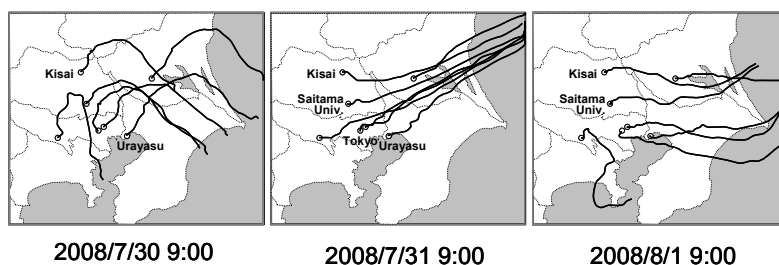 Kisai
Urayasu
2008/7/30 9:00
Kisai
Saitama
Univ.
Tokyo
Urayasu
2008/7/31 9:00
Kisai
Saitama
Univ.
2008/8/1 9:00